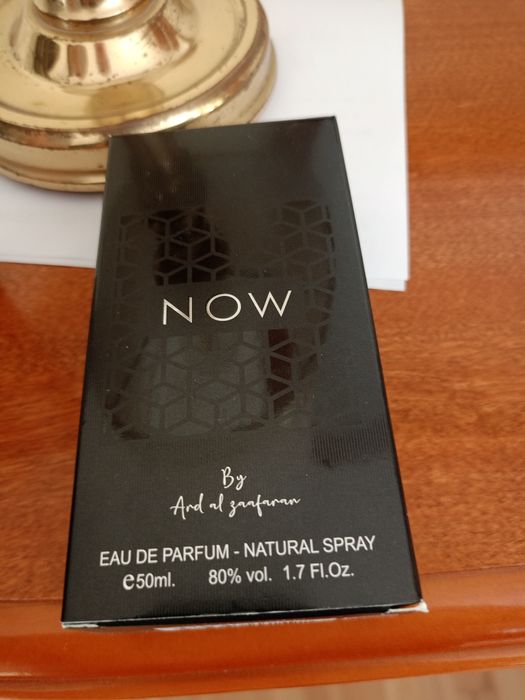 NOW
By
Ard al zaafaran
EAU DE PARFUM - NATURAL SPRAY
℮50ml. 80% vol. 1.7 Fl.Oz.